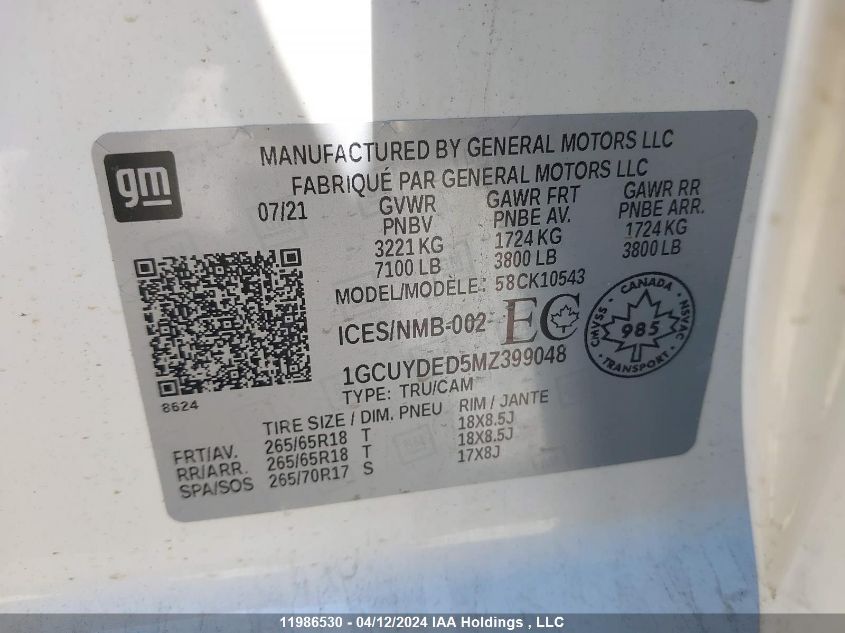 gm
MANUFACTURED BY GENERAL MOTORS LLC
FABRIQUÉ PAR GENERAL MOTORS LLC
07/21 GVWR GAWR FRT GAWR RR
PNBV PNBE AV. PNBE ARR.
3221 KG 1724 KG 1724 KG
7100 LB 3800 LB 3800 LB
MODEL/MODÈLE: 58CK10543
ICES/NMB-002 EC
CANADA
CMVSS 985 NSVAC
TRANSPORT
1GCUYDED5MZ399048
8624
TYPE: TRU/CAM
TIRE SIZE / DIM. PNEU RIM / JANTE
FRT/AV. 265/65R18 T 18X8.5J
RR/ARR. 265/65R18 T 18X8.5J
SPA/SOS 265/70R17 S 17X8J
11986530 - 04/12/2024 IAA Holdings , LLC